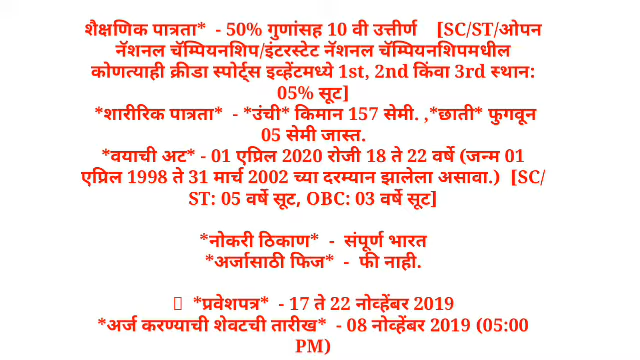 शैक्षणिक पात्रता* - 50% गुणांसह 10 वी उत्तीर्ण [SC/ST/ओपन
नॅशनल चॅम्पियनशिप/इंटरस्टेट नॅशनल चॅम्पियनशिपमधील
कोणत्याही क्रीडा स्पोर्ट्स इव्हेंटमध्ये 1st, 2nd किंवा 3rd स्थान:
05% सूट]
*शारीरिक पात्रता* - *उंची* किमान 157 सेमी. ,*छाती* फुगवून
05 सेमी जास्त.
*वयाची अट* - 01 एप्रिल 2020 रोजी 18 ते 22 वर्षे (जन्म 01
एप्रिल 1998 ते 31 मार्च 2002 च्या दरम्यान झालेला असावा.) [SC/
ST: 05 वर्षे सूट, OBC: 03 वर्षे सूट]
*नोकरी ठिकाण* - संपूर्ण भारत
*अर्जासाठी फिज* - फी नाही.
*प्रवेशपत्र* - 17 ते 22 नोव्हेंबर 2019
*अर्ज करण्याची शेवटची तारीख* - 08 नोव्हेंबर 2019 (05:00
PM)